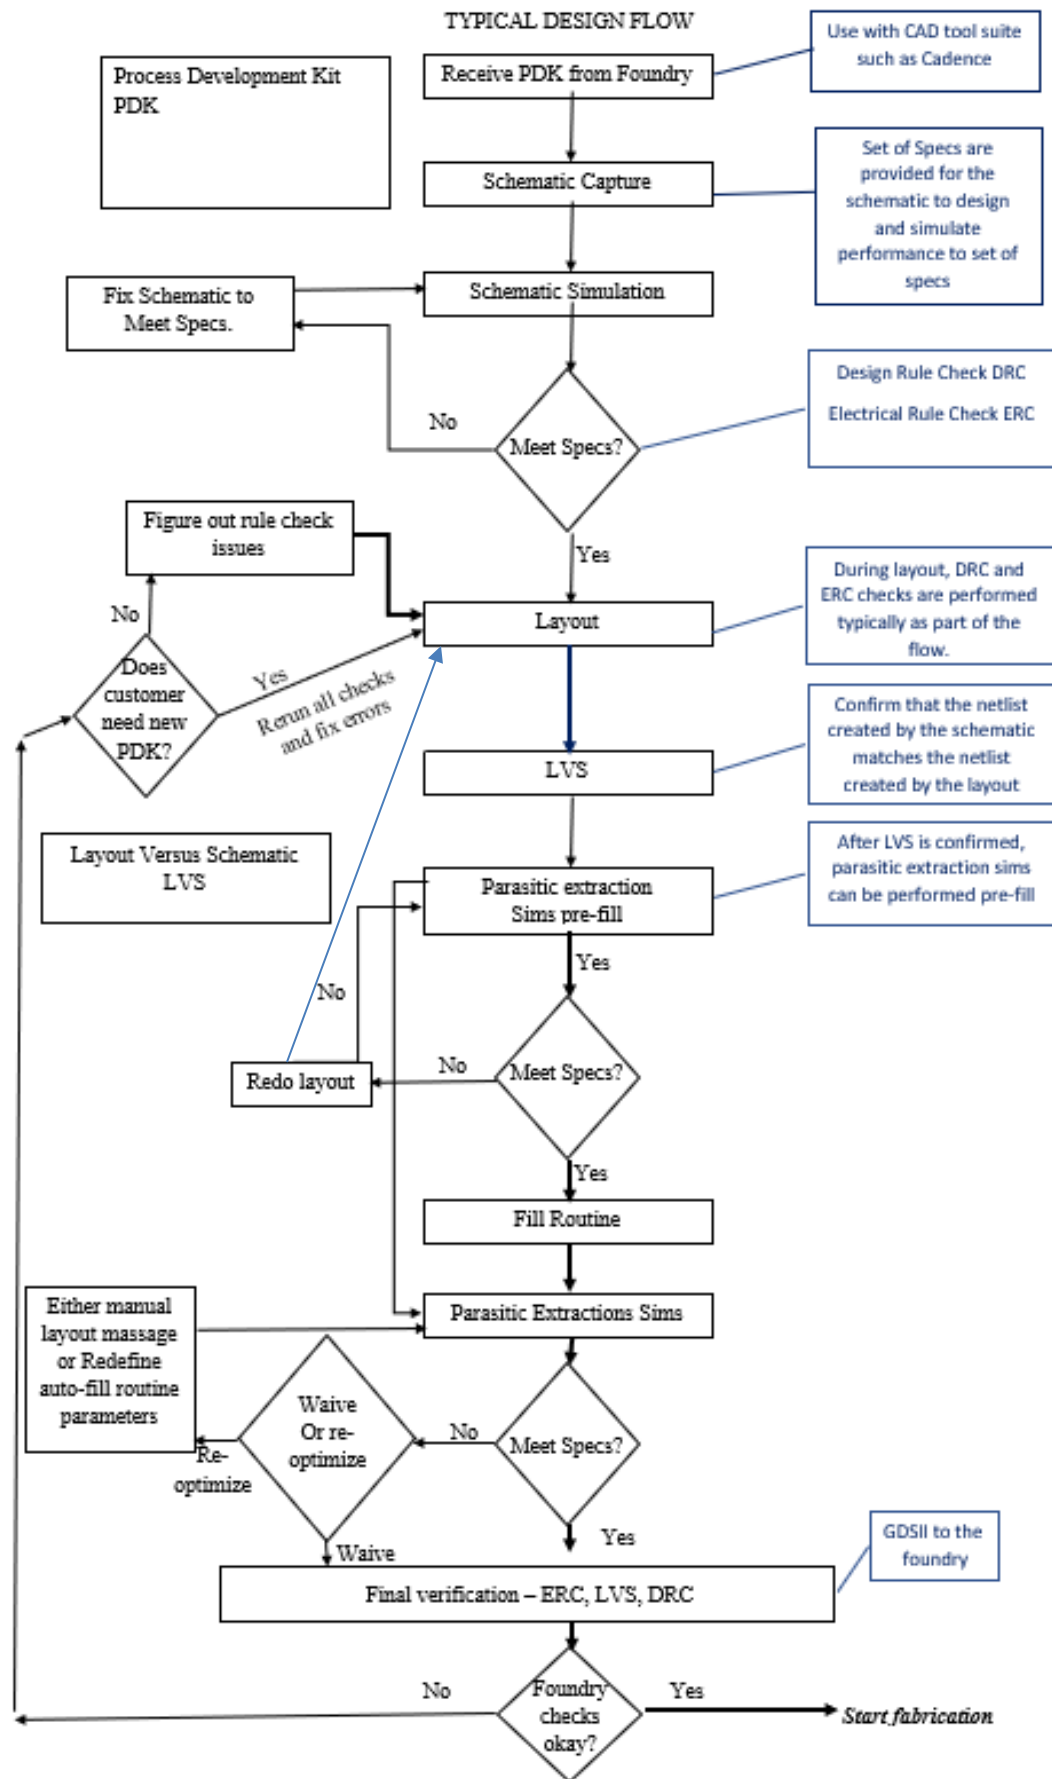 TYPICAL DESIGN FLOW
Use with CAD tool suite
such as Cadence
Process Development Kit
PDK
Receive PDK from Foundry
Schematic Capture
Set of Specs are
provided for the
schematic to design
and simulate
performance to set of
specs
Fix Schematic to
Meet Specs.
Schematic Simulation
Design Rule Check DRC
Electrical Rule Check ERC
No
Meet Specs?
Yes
Figure out rule check
issues
No
Layout
During layout, DRC and
ERC checks are performed
typically as part of the
flow.
Does
customer
need new
PDK?
Yes
Rerun all checks
and fix errors
LVS
Confirm that the netlist
created by the schematic
matches the netlist
created by the layout
Layout Versus Schematic
LVS
Parasitic extraction
Sims pre-fill
After LVS is confirmed,
parasitic extraction sims
can be performed pre-fill
Yes
No
Redo layout
No
Meet Specs?
Yes
Fill Routine
Either manual
layout massage
or Redefine
auto-fill routine
parameters
Parasitic Extractions Sims
Waive
Or re-
optimize
No
Meet Specs?
Re-
optimize
Yes
Waive
GDSII to the
foundry
Final verification – ERC, LVS, DRC
No
Foundry
checks
okay?
Yes
Start fabrication